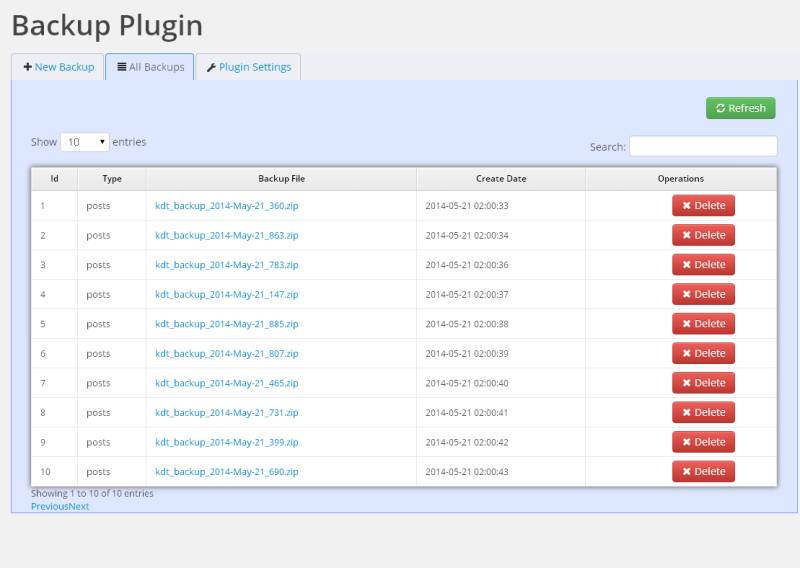 Backup Plugin
New Backup All Backups Plugin Settings
Refresh
Show 10 entries
Search:
Id Type Backup File Create Date Operations
1 posts kdt_backup_2014-May-21_360.zip 2014-05-21 02:00:33 Delete
2 posts kdt_backup_2014-May-21_863.zip 2014-05-21 02:00:34 Delete
3 posts kdt_backup_2014-May-21_783.zip 2014-05-21 02:00:36 Delete
4 posts kdt_backup_2014-May-21_147.zip 2014-05-21 02:00:37 Delete
5 posts kdt_backup_2014-May-21_885.zip 2014-05-21 02:00:38 Delete
6 posts kdt_backup_2014-May-21_807.zip 2014-05-21 02:00:39 Delete
7 posts kdt_backup_2014-May-21_465.zip 2014-05-21 02:00:40 Delete
8 posts kdt_backup_2014-May-21_731.zip 2014-05-21 02:00:41 Delete
9 posts kdt_backup_2014-May-21_399.zip 2014-05-21 02:00:42 Delete
10 posts kdt_backup_2014-May-21_690.zip 2014-05-21 02:00:43 Delete
Showing 1 to 10 of 10 entries
PreviousNext